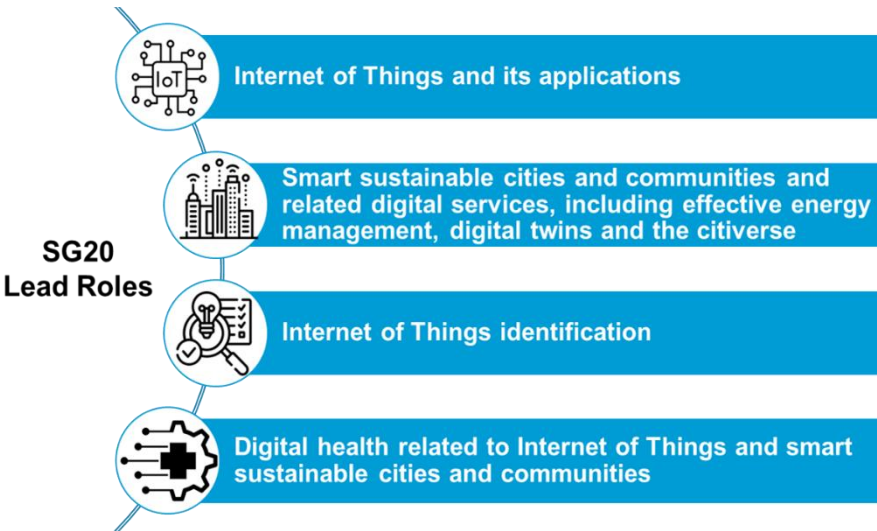 SG20
Lead Roles
IoT
Internet of Things and its applications
Smart sustainable cities and communities and
related digital services, including effective energy
management, digital twins and the citiverse
Internet of Things identification
Digital health related to Internet of Things and smart
sustainable cities and communities